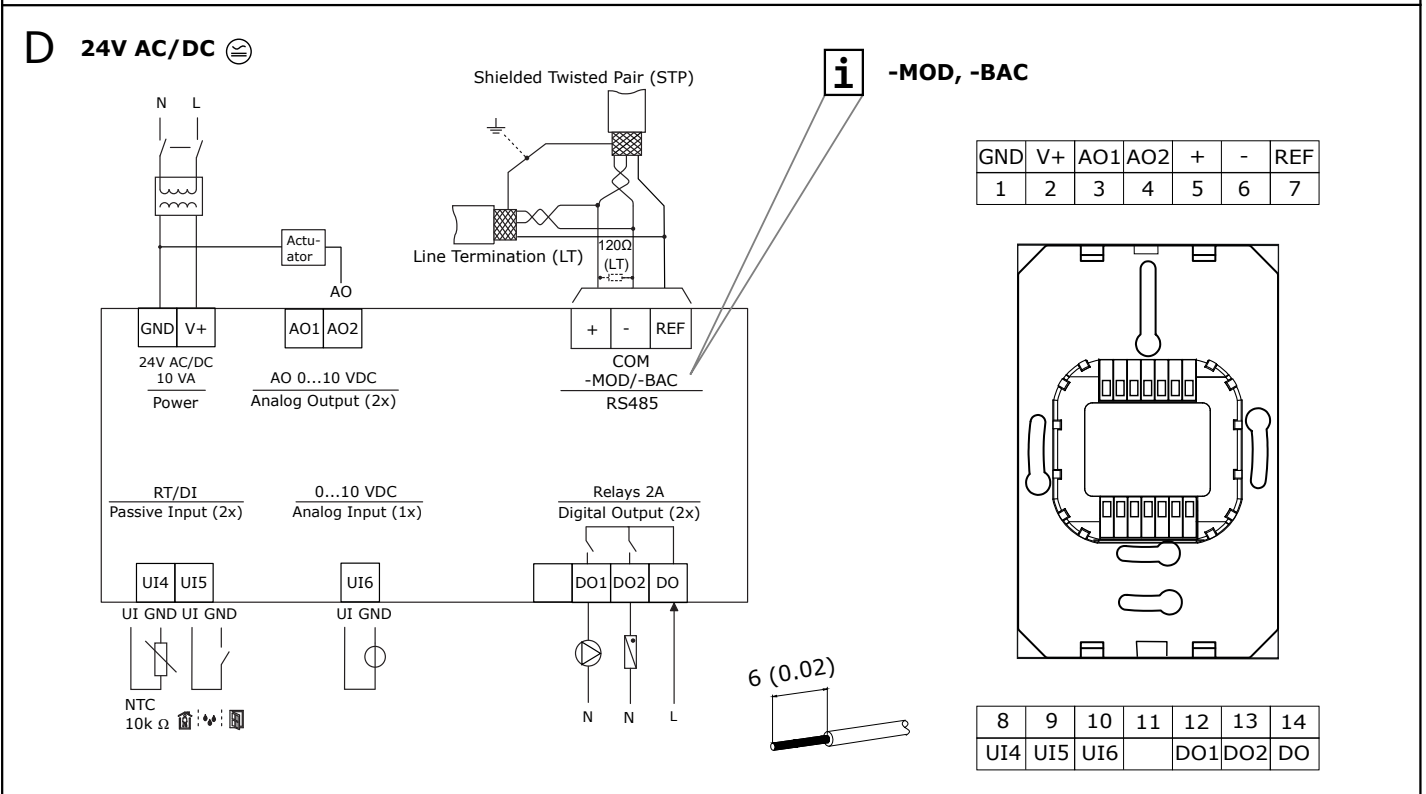 D 24V AC/DC
Shielded Twisted Pair (STP)
i -MOD, -BAC
N L
Actu-
ator
AO
Line Termination (LT)
120Ω
(LT)
GND V+ AO1 AO2 + - REF
24V AC/DC
10 VA
Power
AO 0...10 VDC
Analog Output (2x)
COM
-MOD/-BAC
RS485
RT/DI
Passive Input (2x)
0...10 VDC
Analog Input (1x)
Relays 2A
Digital Output (2x)
UI4 UI5 UI6 DO1 DO2 DO
UI GND UI GND UI GND
NTC
10k Ω
N N L
6 (0.02)
GND V+ AO1 AO2 + - REF
1 2 3 4 5 6 7
8 9 10 11 12 13 14
UI4 UI5 UI6 DO1 DO2 DO